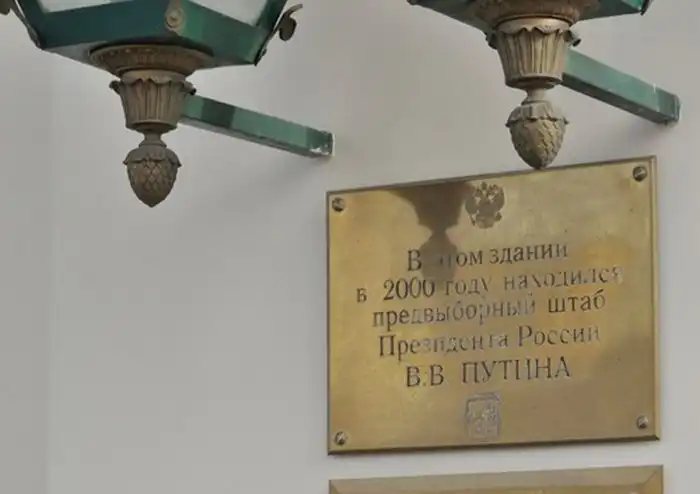 В этом здании
в 2000 году находился
предвыборный штаб
Президента России
В.В ПУТИНА